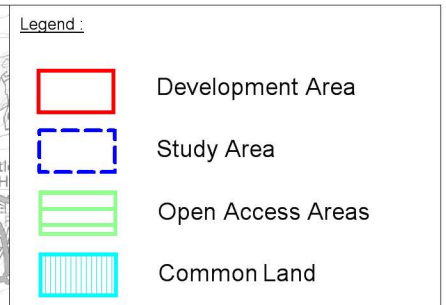 Legend :
Development Area
Study Area
Open Access Areas
Common Land